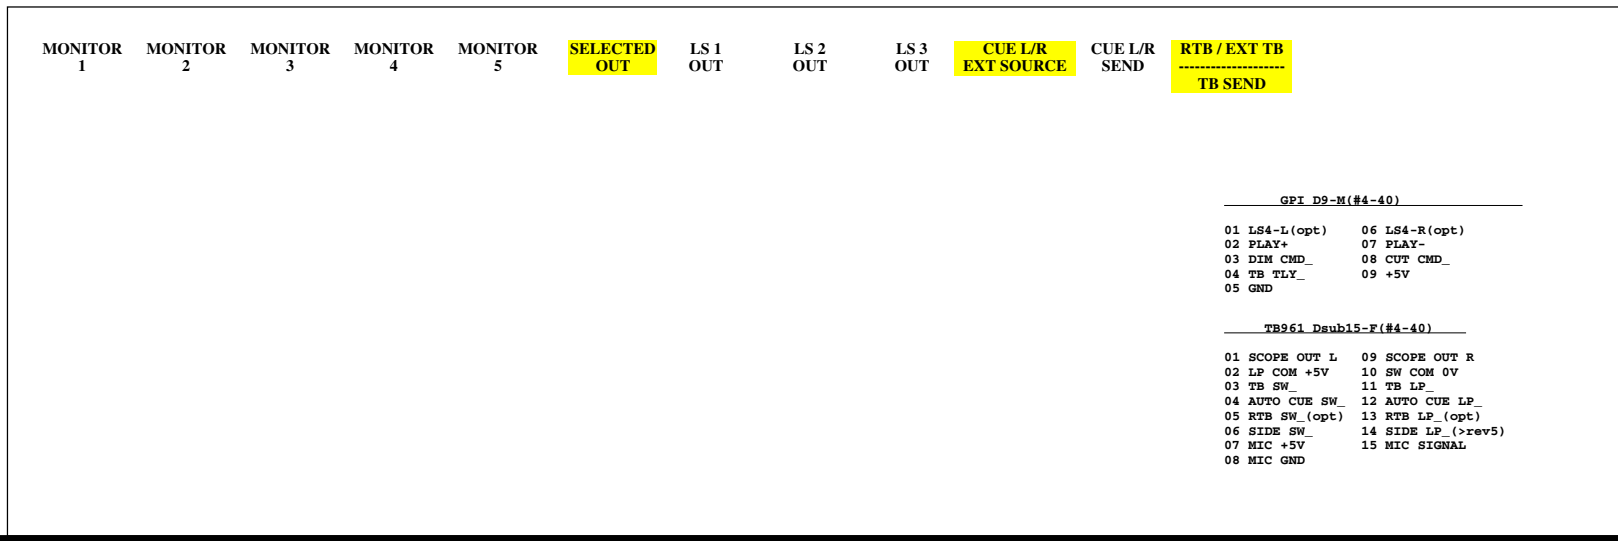 MONITOR MONITOR MONITOR MONITOR MONITOR SELECTED LS 1 LS 2 LS 3 CUE L/R CUE L/R RTB / EXT TB
1 2 3 4 5 OUT OUT OUT OUT EXT SOURCE SEND --------------------
TB SEND
GPI D9-M(#4-40)
01 LS4-L(opt) 06 LS4-R(opt)
02 PLAY+ 07 PLAY-
03 DIM CMD_ 08 CUT CMD_
04 TB TLY_ 09 +5V
05 GND
TB961 Dsub15-F(#4-40)
01 SCOPE OUT L 09 SCOPE OUT R
02 LP COM +5V 10 SW COM 0V
03 TB SW_ 11 TB LP_
04 AUTO CUE SW_ 12 AUTO CUE LP_
05 RTB SW_(opt) 13 RTB LP_(opt)
06 SIDE SW_ 14 SIDE LP_(>rev5)
07 MIC +5V 15 MIC SIGNAL
08 MIC GND